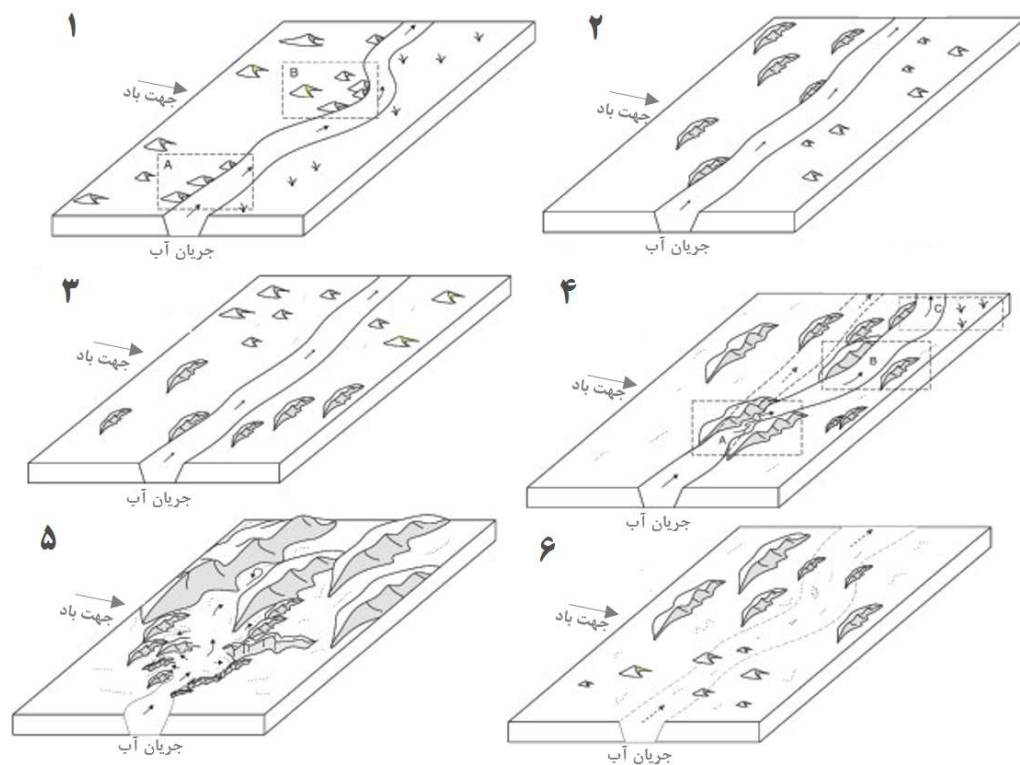 ۱
B
جهت باد
A
جریان آب
۲
جهت باد
جریان آب
۳
جهت باد
جریان آب
۴
C
B
جهت باد
A
جریان آب
۵
جهت باد
جریان آب
۶
جهت باد
جریان آب